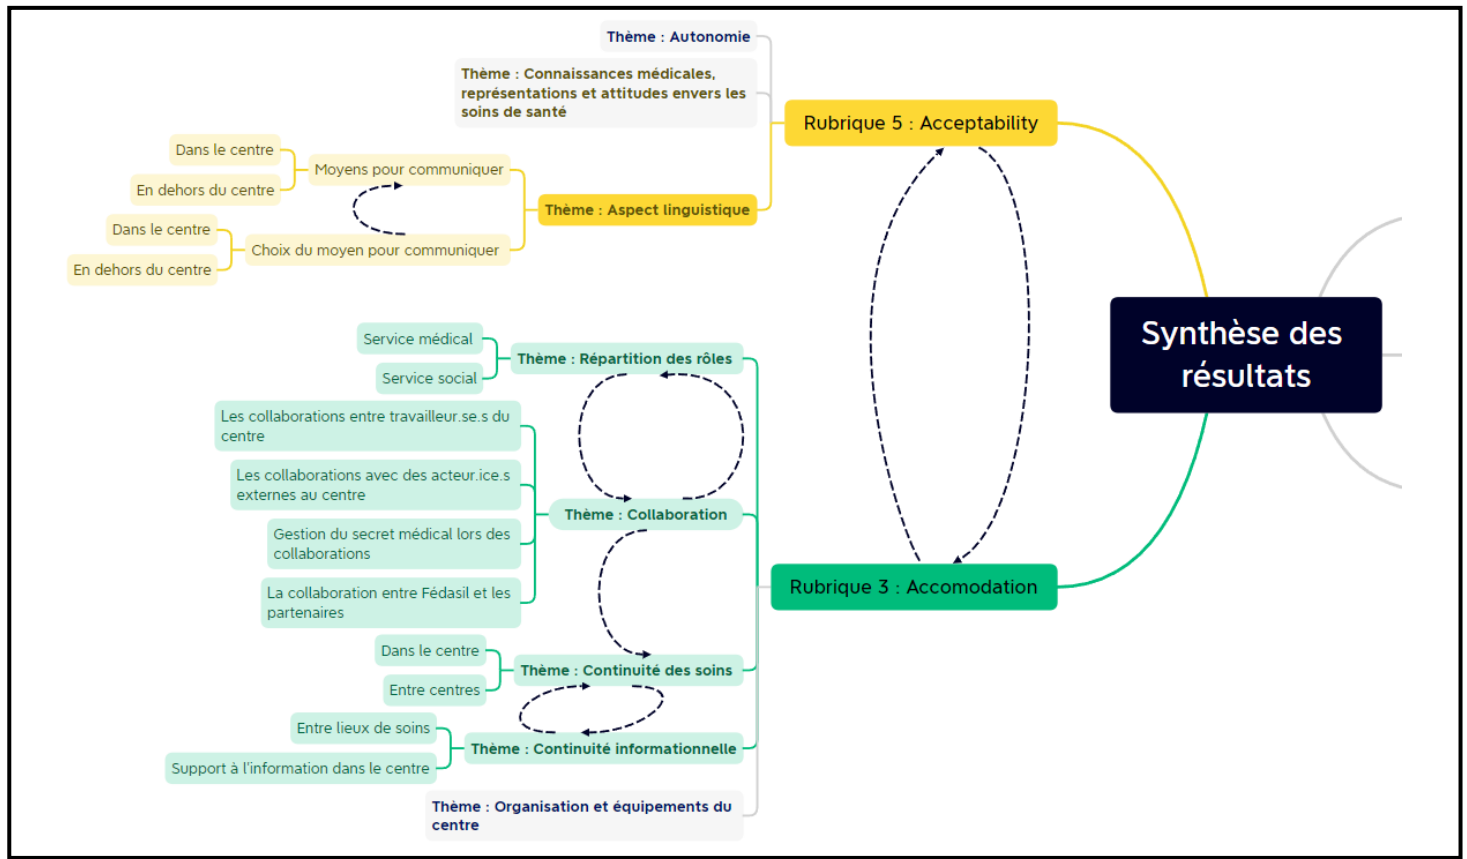 Thème : Autonomie
Thème : Connaissances médicales,
représentations et attitudes envers les
soins de santé
Rubrique 5 : Acceptability
Dans le centre
Moyens pour communiquer
En dehors du centre
Thème : Aspect linguistique
Dans le centre
Choix du moyen pour communiquer
En dehors du centre
Synthèse des
résultats
Service médical
Thème : Répartition des rôles
Service social
Les collaborations entre travailleur.se.s du
centre
Les collaborations avec des acteur.ice.s
externes au centre
Thème : Collaboration
Gestion du secret médical lors des
collaborations
La collaboration entre Fédasil et les
partenaires
Rubrique 3 : Accomodation
Dans le centre
Thème : Continuité des soins
Entre centres
Entre lieux de soins
Thème : Continuité informationnelle
Support à l'information dans le centre
Thème : Organisation et équipements du
centre